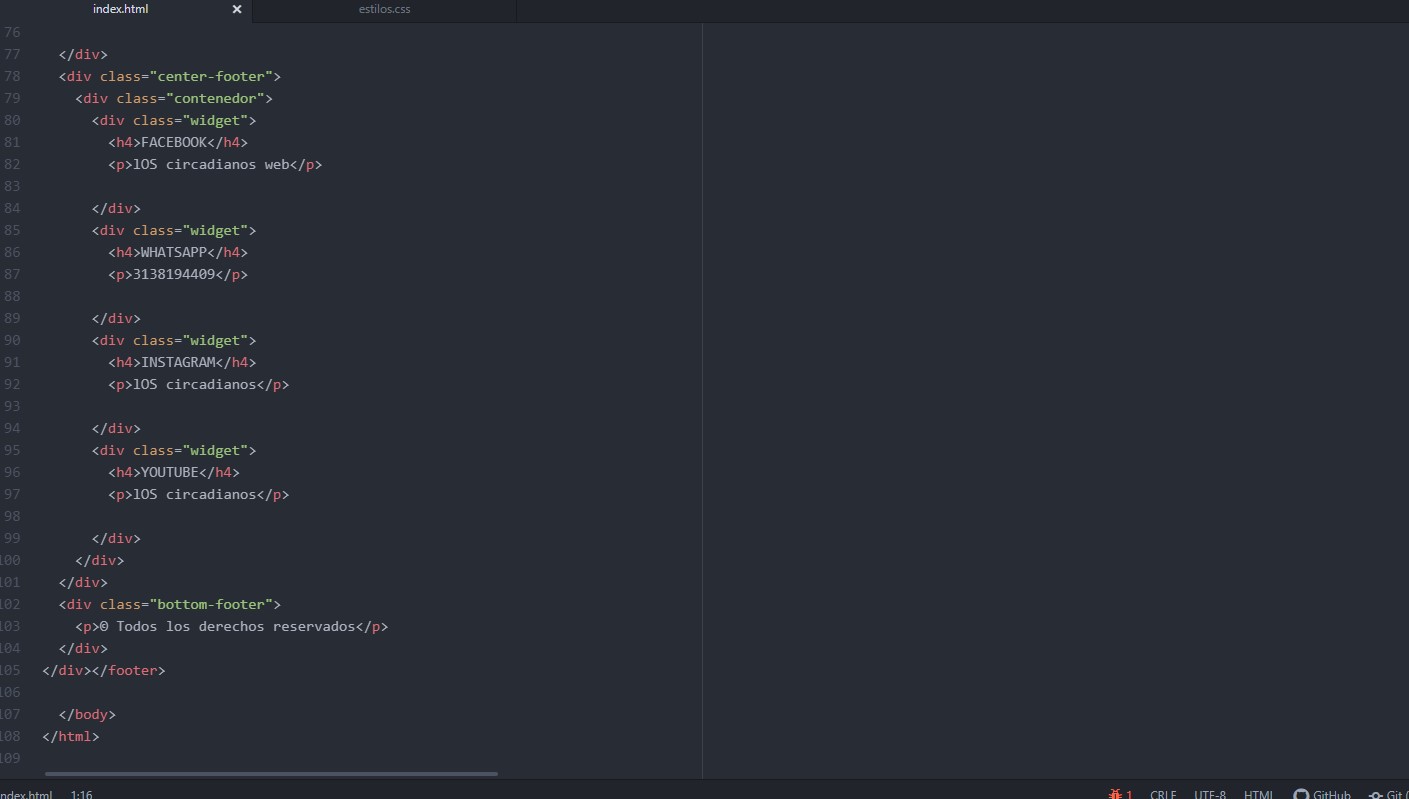 index.html × estilos.css
76
77 </div>
78 <div class="center-footer">
79 <div class="contenedor">
80 <div class="widget">
81 <h4>FACEBOOK</h4>
82 <p>lOS circadianos web</p>
83
84 </div>
85 <div class="widget">
86 <h4>WHATSAPP</h4>
87 <p>3138194409</p>
88
89 </div>
90 <div class="widget">
91 <h4>INSTAGRAM</h4>
92 <p>lOS circadianos</p>
93
94 </div>
95 <div class="widget">
96 <h4>YOUTUBE</h4>
97 <p>lOS circadianos</p>
98
99 </div>
100 </div>
101 </div>
102 <div class="bottom-footer">
103 <p>© Todos los derechos reservados</p>
104 </div>
105 </div></footer>
106
107 </body>
108 </html>
109
ndex.html 1:16 1 CRLF UTF-8 HTML GitHub Git (